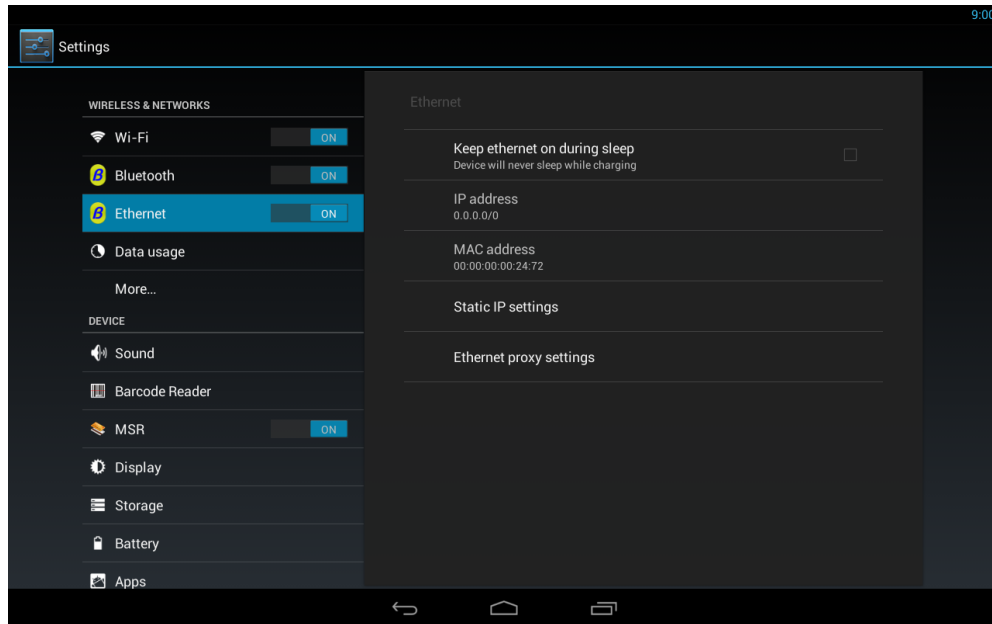 9:00
Settings
WIRELESS & NETWORKS
Wi-Fi ON
Bluetooth ON
Ethernet ON
Data usage
More...
DEVICE
Sound
Barcode Reader
MSR ON
Display
Storage
Battery
Apps
Ethernet
Keep ethernet on during sleep
Device will never sleep while charging
IP address
0.0.0.0/0
MAC address
00:00:00:00:24:72
Static IP settings
Ethernet proxy settings